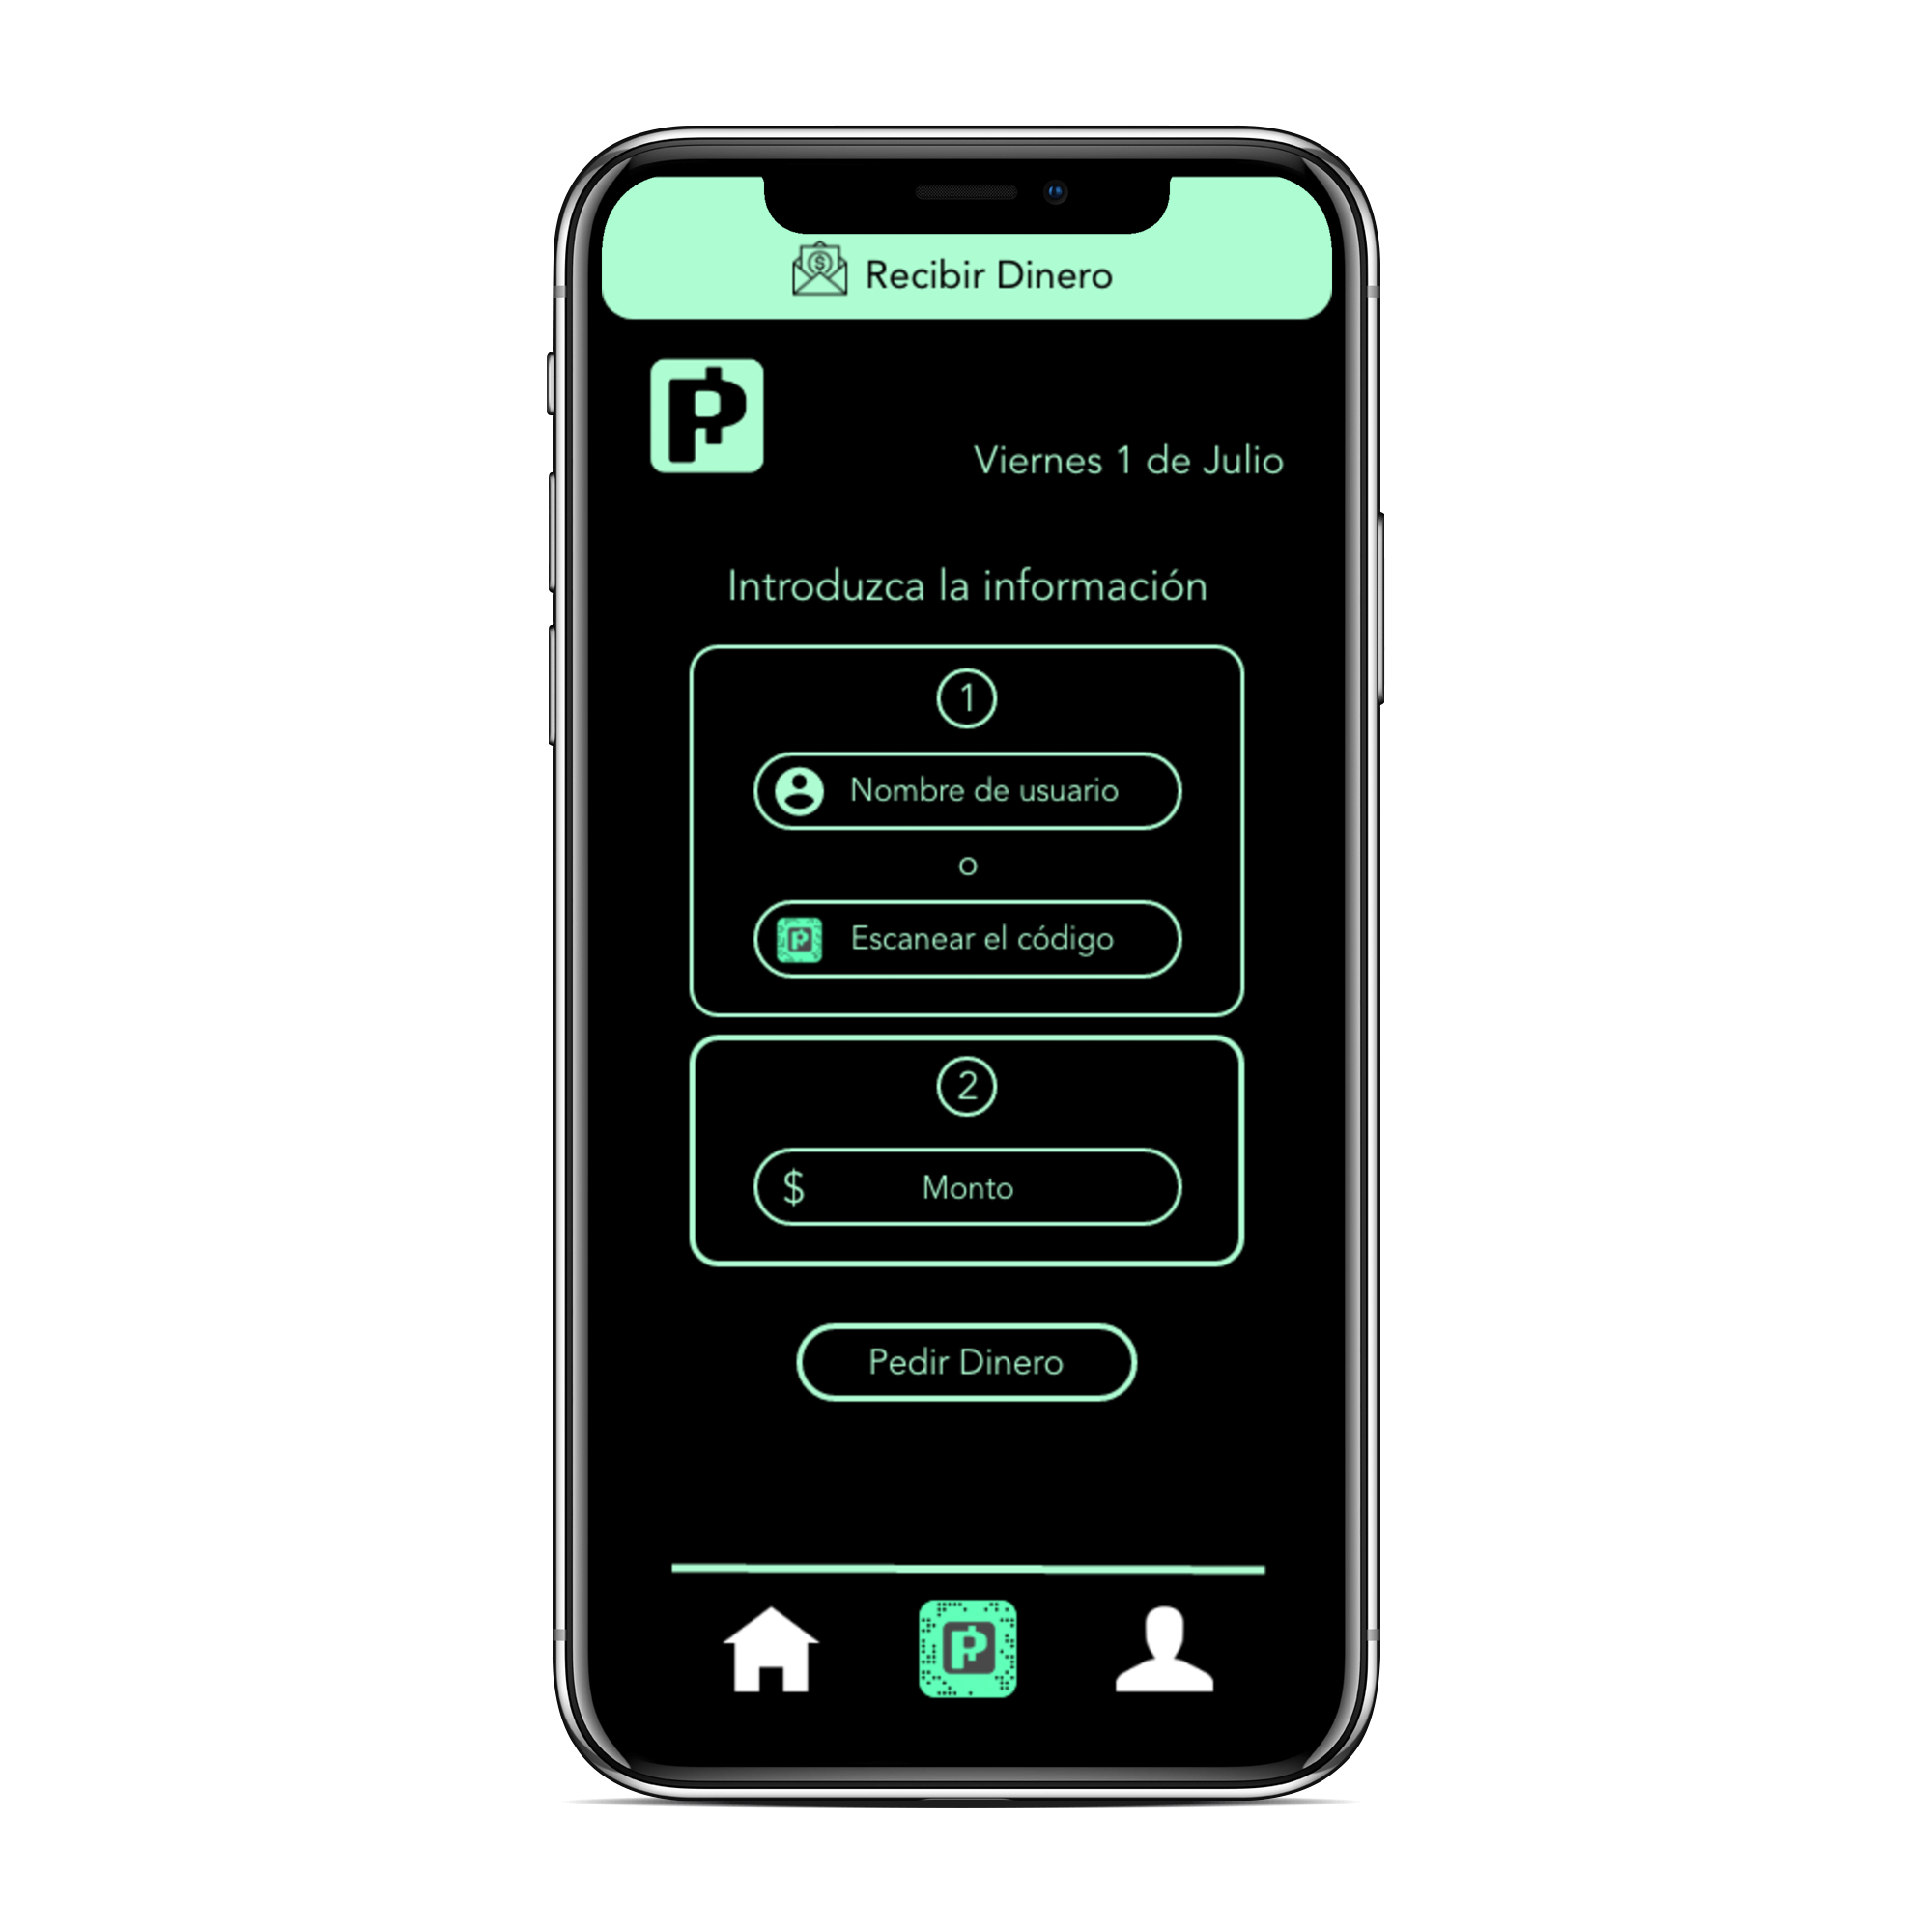 Recibir Dinero
P
Viernes 1 de Julio
Introduzca la información
1
Nombre de usuario
o
Escanear el código
2
$ Monto
Pedir Dinero